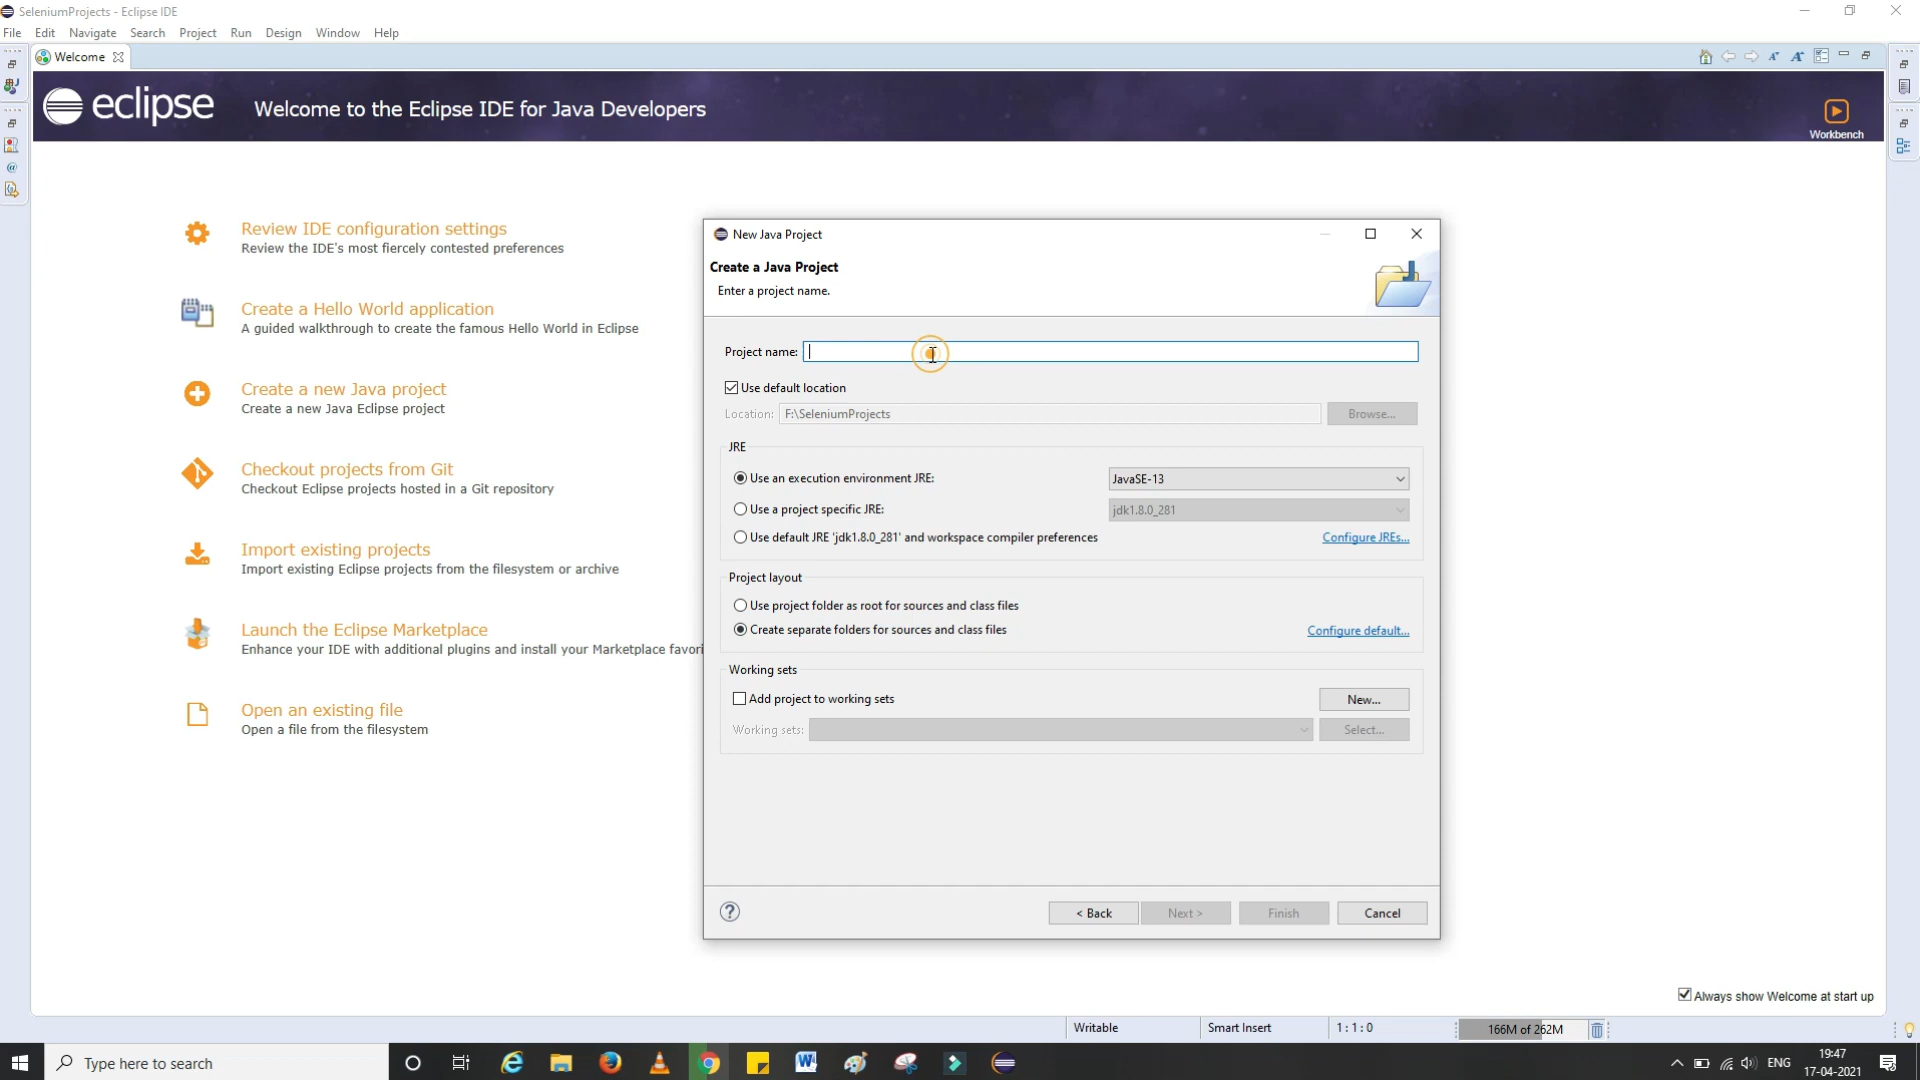 SeleniumProjects - Eclipse IDE
File Edit Navigate Search Project Run Design Window Help
Welcome
eclipse Welcome to the Eclipse IDE for Java Developers
Workbench
Review IDE configuration settings
Review the IDE's most fiercely contested preferences
Create a Hello World application
A guided walkthrough to create the famous Hello World in Eclipse
Create a new Java project
Create a new Java Eclipse project
Checkout projects from Git
Checkout Eclipse projects hosted in a Git repository
Import existing projects
Import existing Eclipse projects from the filesystem or archive
Launch the Eclipse Marketplace
Enhance your IDE with additional plugins and install your Marketplace favori
Open an existing file
Open a file from the filesystem
New Java Project
Create a Java Project
Enter a project name.
Project name:
Use default location
Location: F:\SeleniumProjects Browse...
JRE
Use an execution environment JRE: JavaSE-13
Use a project specific JRE: jdk1.8.0_281
Use default JRE 'jdk1.8.0_281' and workspace compiler preferences Configure JREs...
Project layout
Use project folder as root for sources and class files
Create separate folders for sources and class files Configure default...
Working sets
Add project to working sets New...
Working sets: Select...
< Back Next > Finish Cancel
Always show Welcome at start up
Writable Smart Insert 1 : 1 : 0 166M of 262M
Type here to search
ENG
19:47
17-04-2021